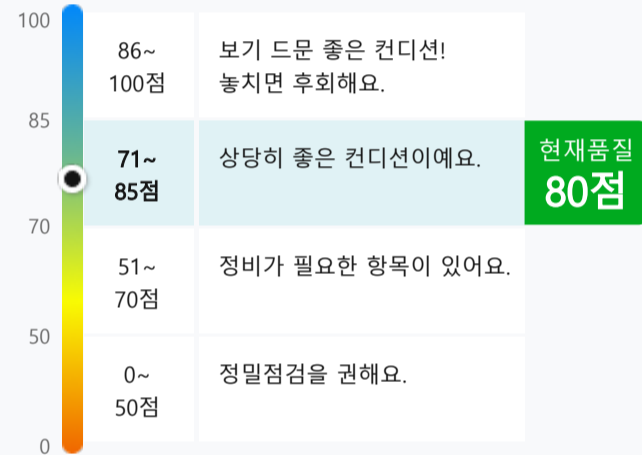 100
86~
100점
보기 드문 좋은 컨디션!
놓치면 후회해요.
85
71~
85점
상당히 좋은 컨디션이예요.
현재품질
80점
70
51~
70점
정비가 필요한 항목이 있어요.
50
0~
50점
정밀점검을 권해요.
0